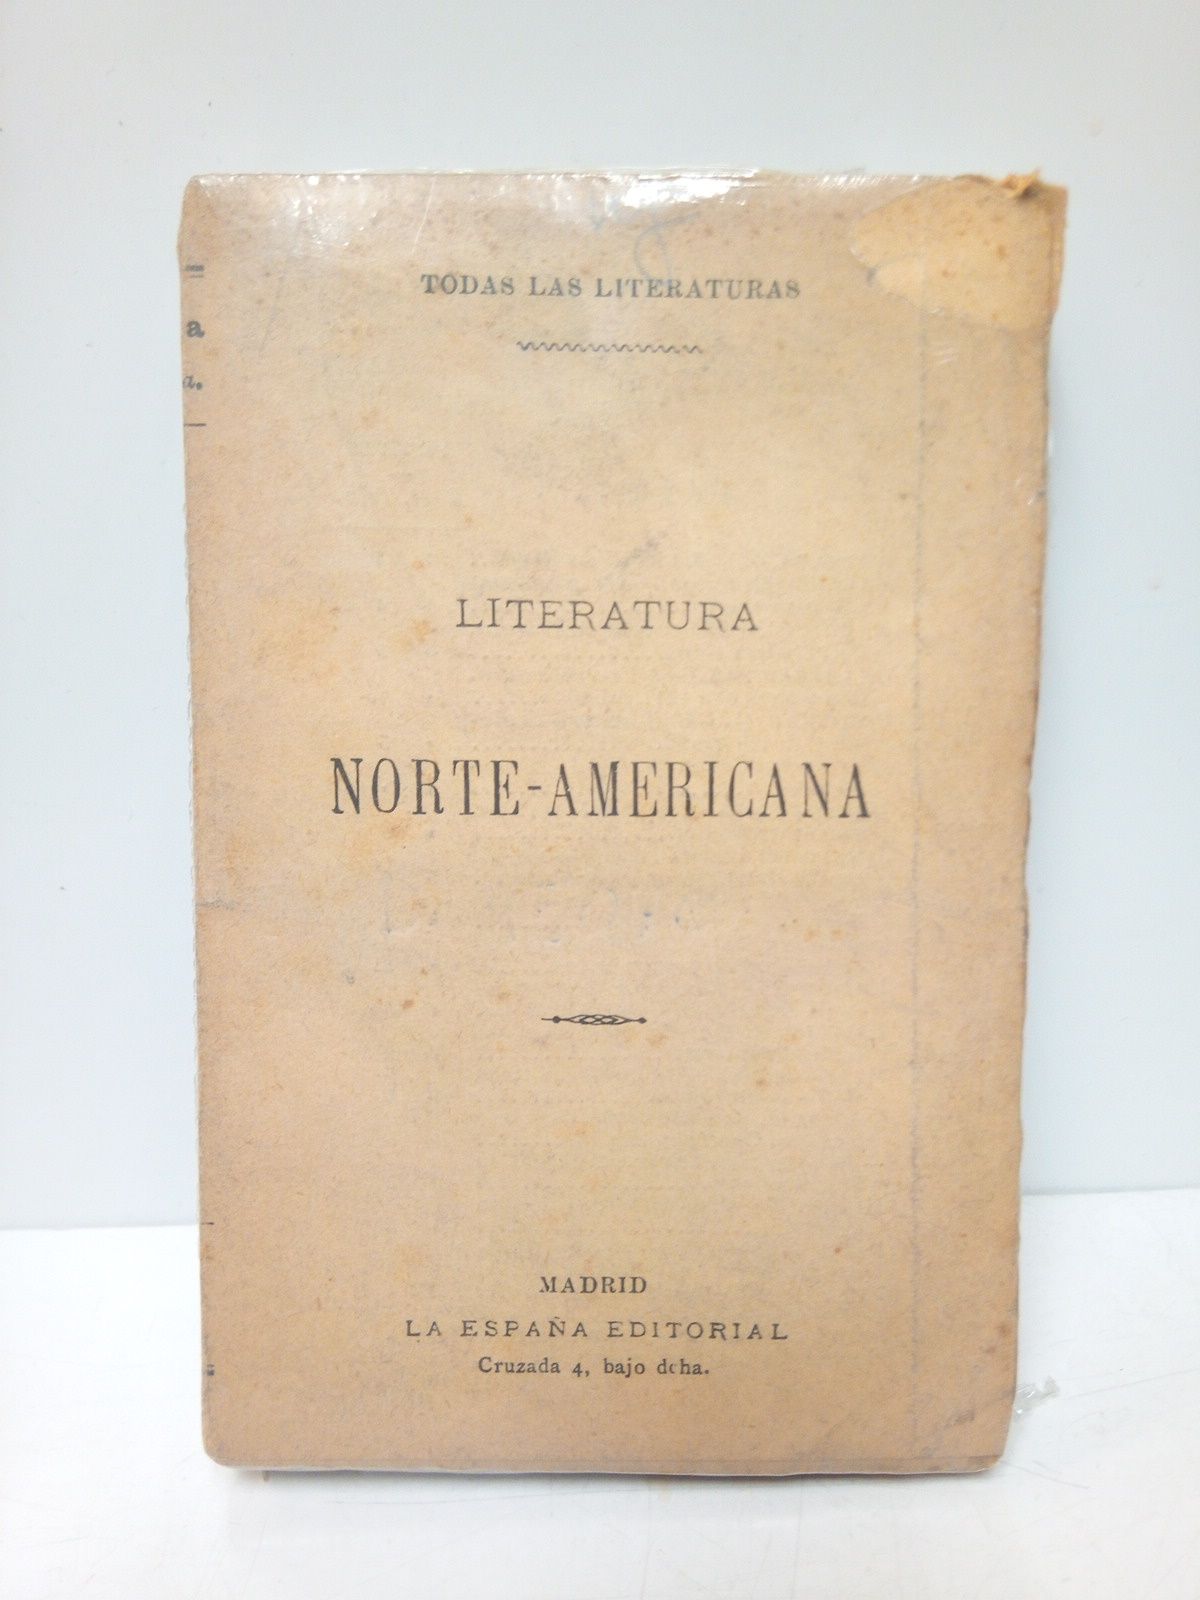 TODAS LAS LITERATURAS
a
a.
LITERATURA
NORTE-AMERICANA
MADRID
LA ESPAÑA EDITORIAL
Cruzada 4, bajo dcha.